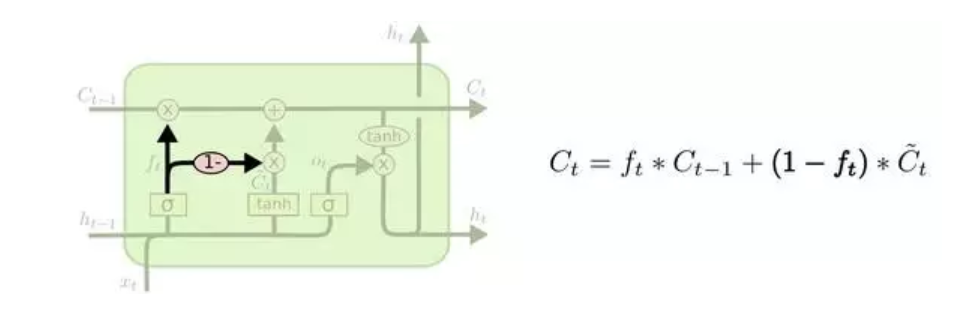 h_t
C_{t-1} × + C_t
tanh
f_t 1- × C̃_t o_t ×
σ tanh σ
h_{t-1} h_t
x_t
C_t = f_t * C_{t-1} + (1 − f_t) * C̃_t